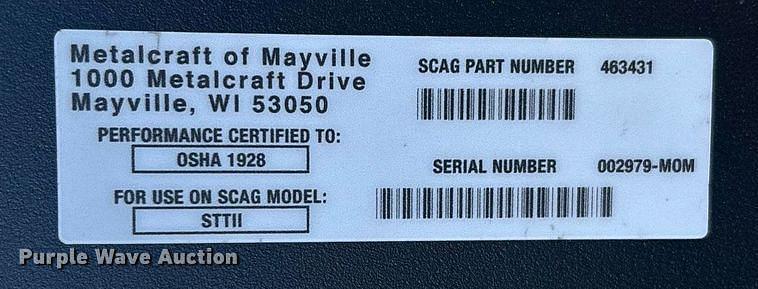 Metalcraft of Mayville
1000 Metalcraft Drive
Mayville, WI 53050
PERFORMANCE CERTIFIED TO:
OSHA 1928
FOR USE ON SCAG MODEL:
STTII
SCAG PART NUMBER 463431
SERIAL NUMBER 002979-MOM
Purple Wave Auction